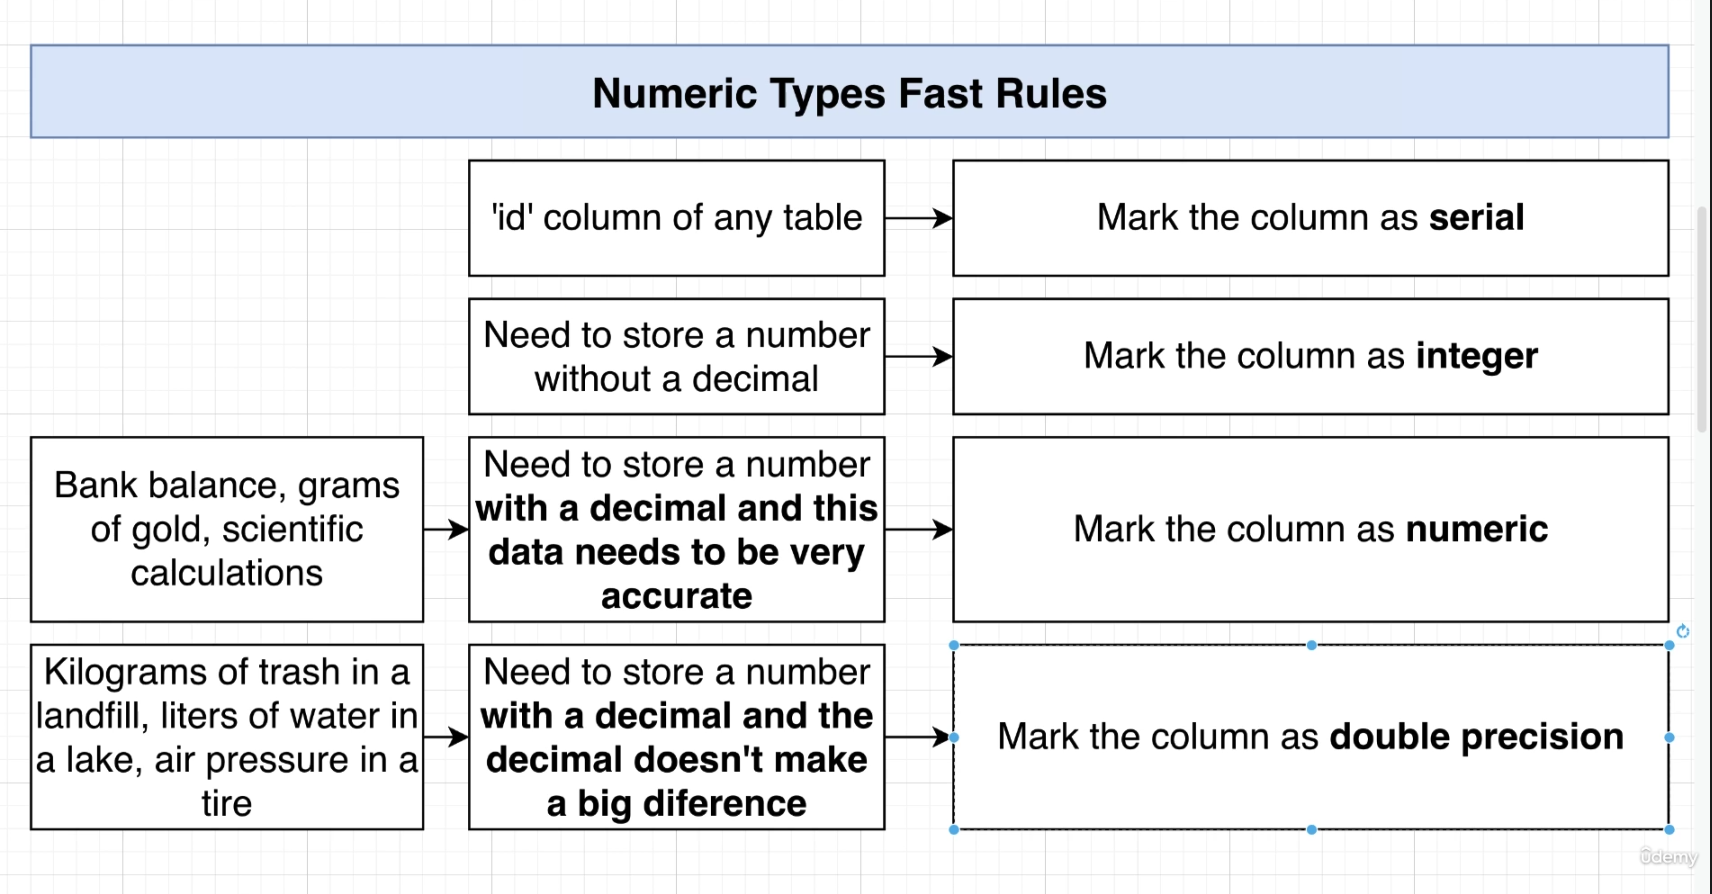 Numeric Types Fast Rules
'id' column of any table
Mark the column as serial
Need to store a number
without a decimal
Mark the column as integer
Bank balance, grams
of gold, scientific
calculations
Need to store a number
with a decimal and this
data needs to be very
accurate
Mark the column as numeric
Kilograms of trash in a
landfill, liters of water in
a lake, air pressure in a
tire
Need to store a number
with a decimal and the
decimal doesn't make
a big diference
Mark the column as double precision
ûdemy